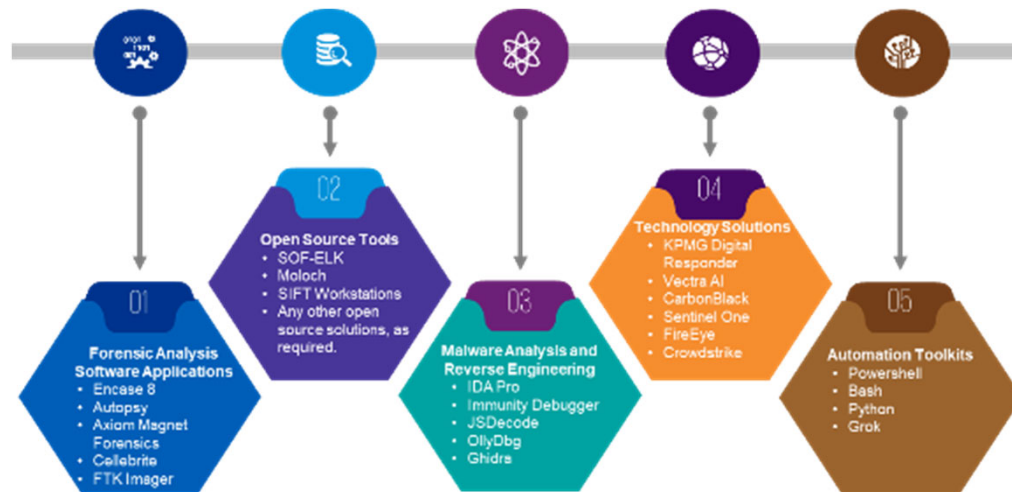 01
Forensic Analysis
Software Applications
• Encase 8
• Autopsy
• Axiom Magnet
Forensics
• Cellebrite
• FTK Imager
02
Open Source Tools
• SOF-ELK
• Moloch
• SIFT Workstations
• Any other open
source solutions, as
required.
03
Malware Analysis and
Reverse Engineering
• IDA Pro
• Immunity Debugger
• JSDecode
• OllyDbg
• Ghidra
04
Technology Solutions
• KPMG Digital
Responder
• Vectra AI
• CarbonBlack
• Sentinel One
• FireEye
• Crowdstrike
05
Automation Toolkits
• Powershell
• Bash
• Python
• Grok